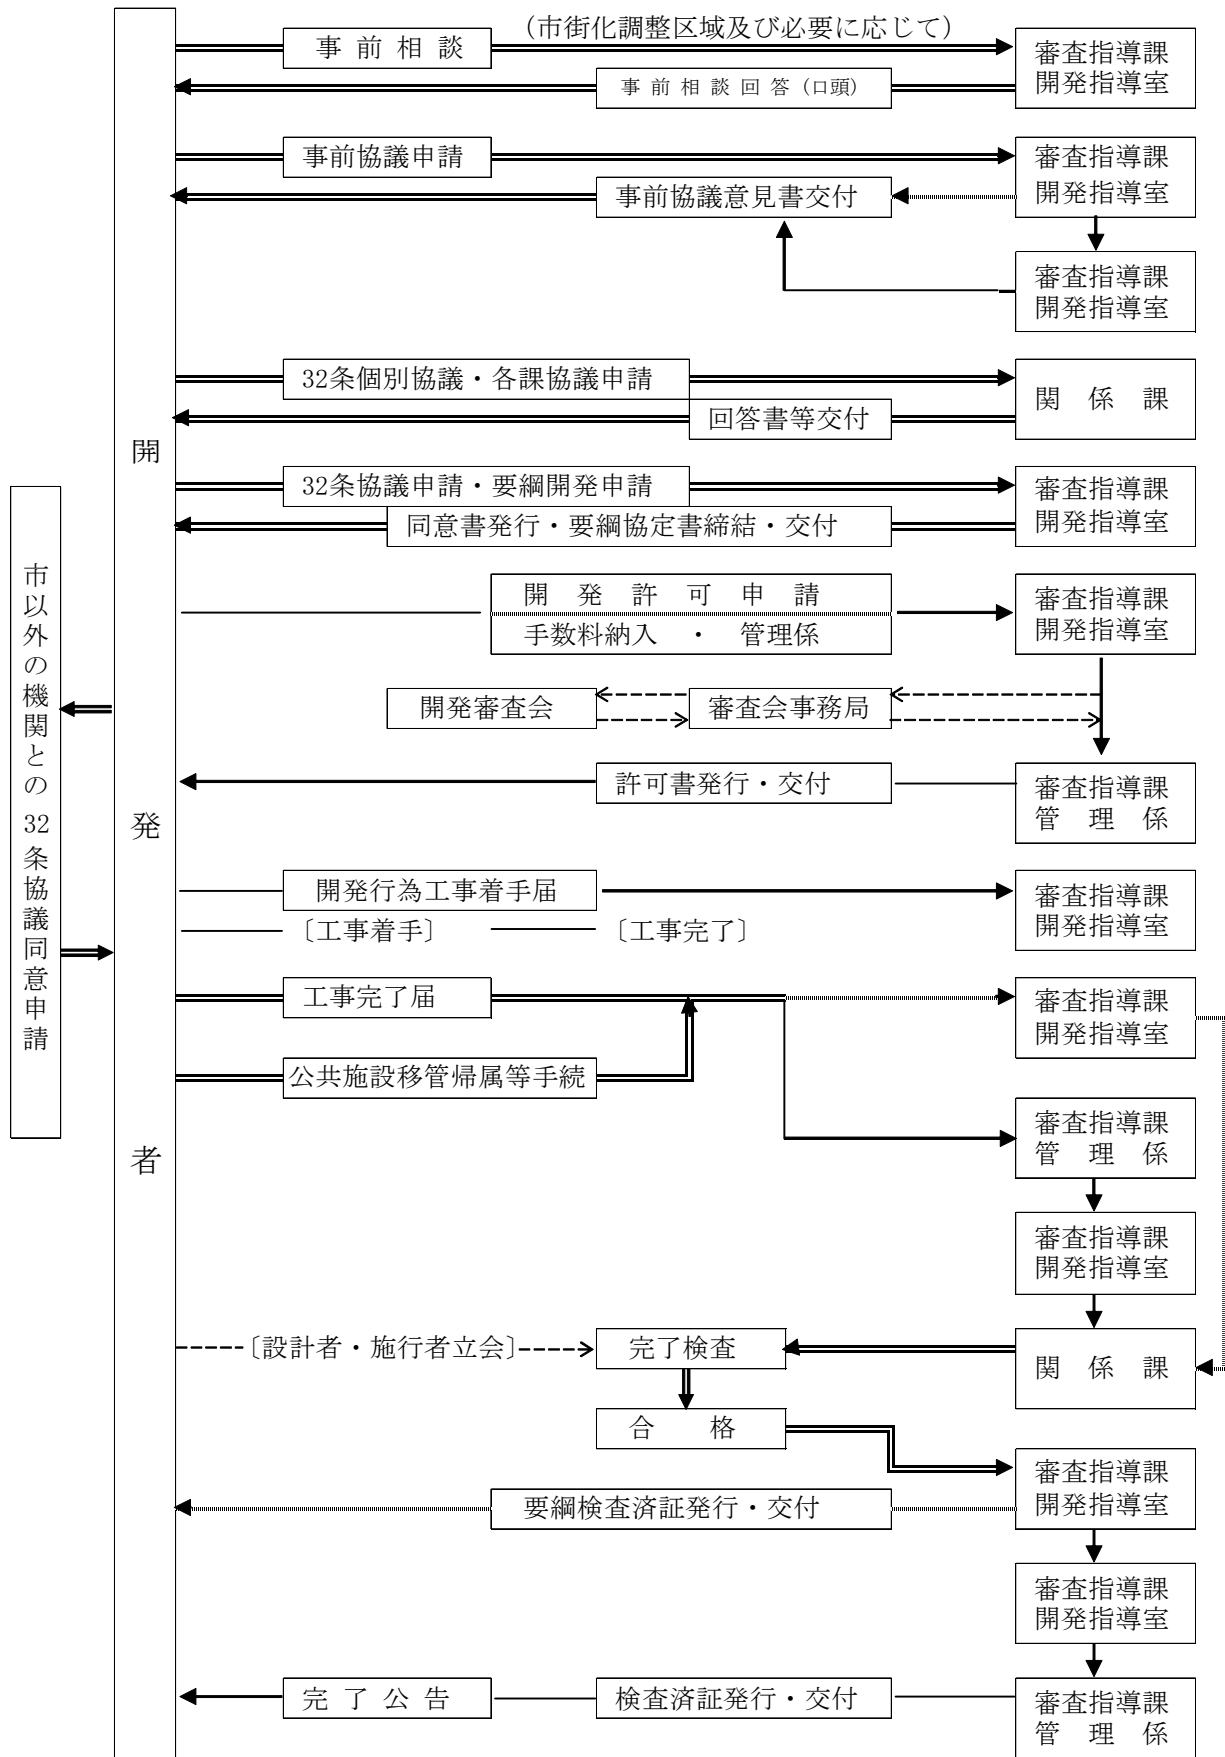 事前相談
(市街化調整区域及び必要に応じて)
審査指導課
開発指導室
事前相談回答(口頭)
事前協議申請
審査指導課
開発指導室
事前協議意見書交付
審査指導課
開発指導室
32条個別協議・各課協議申請
関係課
回答書等交付
開発者
32条協議申請・要綱開発申請
審査指導課
開発指導室
同意書発行・要綱協定書締結・交付
市以外の機関との32条協議同意申請
開発許可申請
手数料納入・管理係
審査指導課
開発指導室
開発審査会
審査会事務局
許可書発行・交付
審査指導課
管理係
開発行為工事着手届
審査指導課
開発指導室
〔工事着手〕
〔工事完了〕
工事完了届
審査指導課
開発指導室
公共施設移管帰属等手続
審査指導課
管理係
審査指導課
開発指導室
〔設計者・施行者立会〕
完了検査
関係課
合格
審査指導課
開発指導室
要綱検査済証発行・交付
審査指導課
開発指導室
完了公告
検査済証発行・交付
審査指導課
管理係